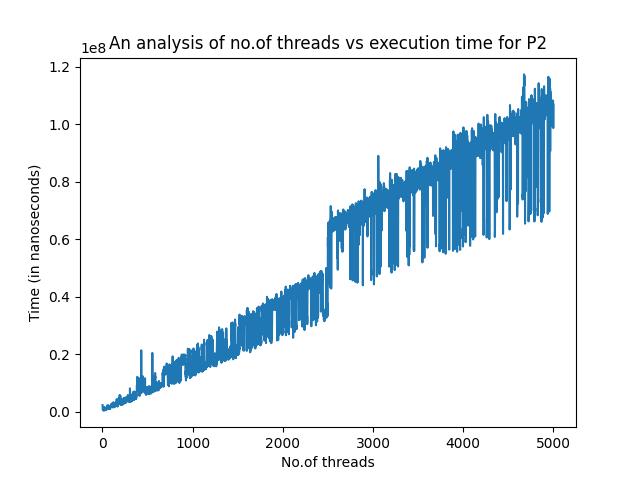 1e8
An analysis of no.of threads vs execution time for P2
Time (in nanoseconds)
1.2
1.0
0.8
0.6
0.4
0.2
0.0
0 1000 2000 3000 4000 5000
No.of threads